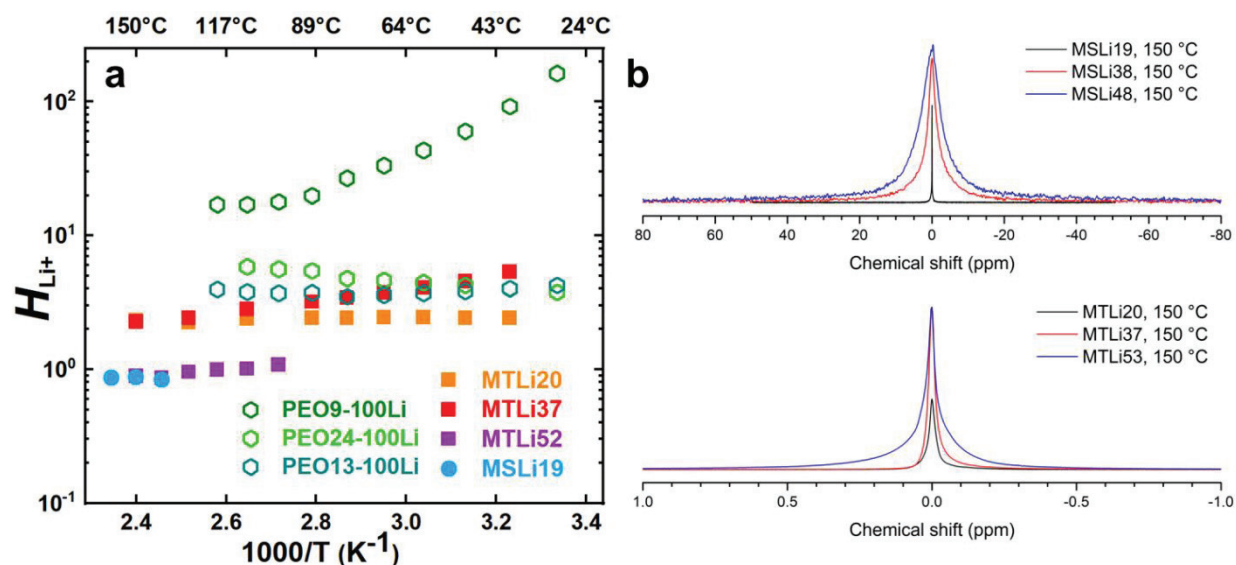 150°C 117°C 89°C 64°C 43°C 24°C
a
10²
10¹
10⁰
10⁻¹
H_Li+
PEO9-100Li
PEO24-100Li
PEO13-100Li
MTLi20
MTLi37
MTLi52
MSLi19
2.4 2.6 2.8 3.0 3.2 3.4
1000/T (K⁻¹)
b
MSLi19, 150 °C
MSLi38, 150 °C
MSLi48, 150 °C
80 60 40 20 0 -20 -40 -60 -80
Chemical shift (ppm)
MTLi20, 150 °C
MTLi37, 150 °C
MTLi53, 150 °C
1.0 0.5 0.0 -0.5 -1.0
Chemical shift (ppm)